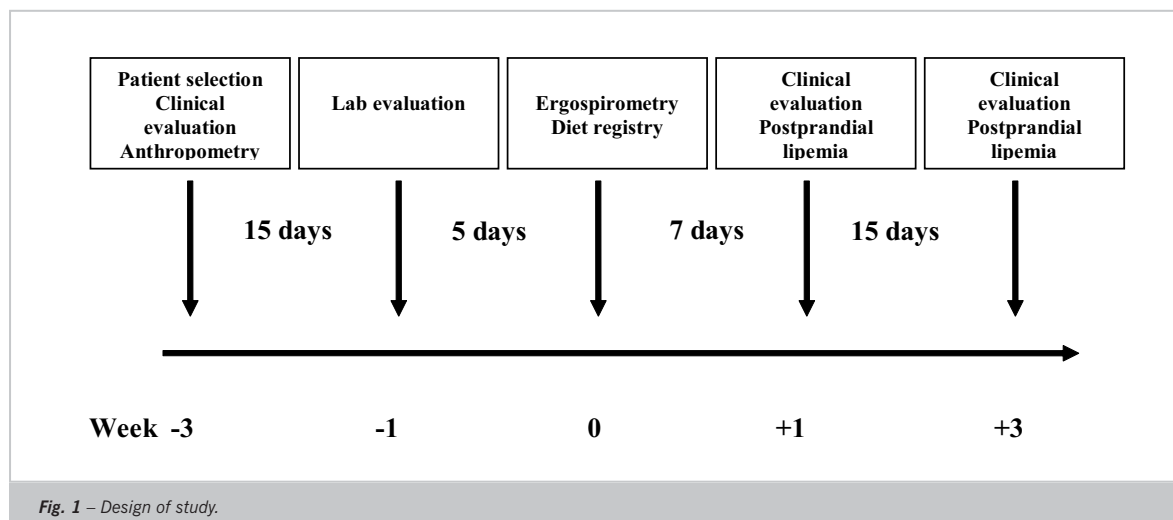 Patient selection
Clinical
evaluation
Anthropometry
Lab evaluation
Ergospirometry
Diet registry
Clinical
evaluation
Postprandial
lipemia
Clinical
evaluation
Postprandial
lipemia
15 days 5 days 7 days 15 days
Week -3 -1 0 +1 +3
Fig. 1 – Design of study.